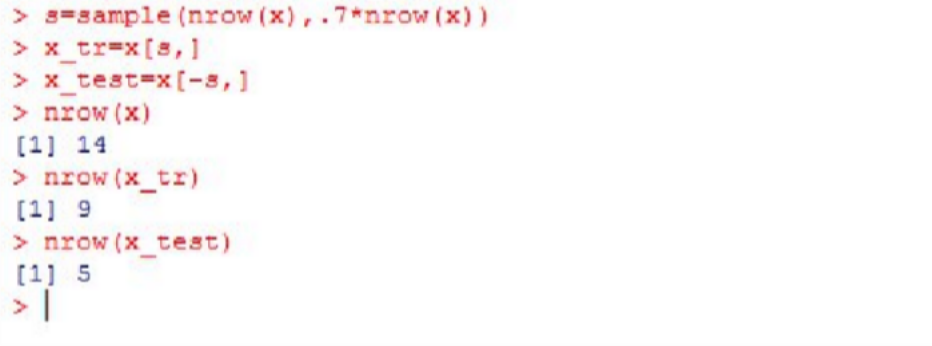 > s=sample(nrow(x),.7*nrow(x))
> x_tr=x[s,]
> x_test=x[-s,]
> nrow(x)
[1] 14
> nrow(x_tr)
[1] 9
> nrow(x_test)
[1] 5
>